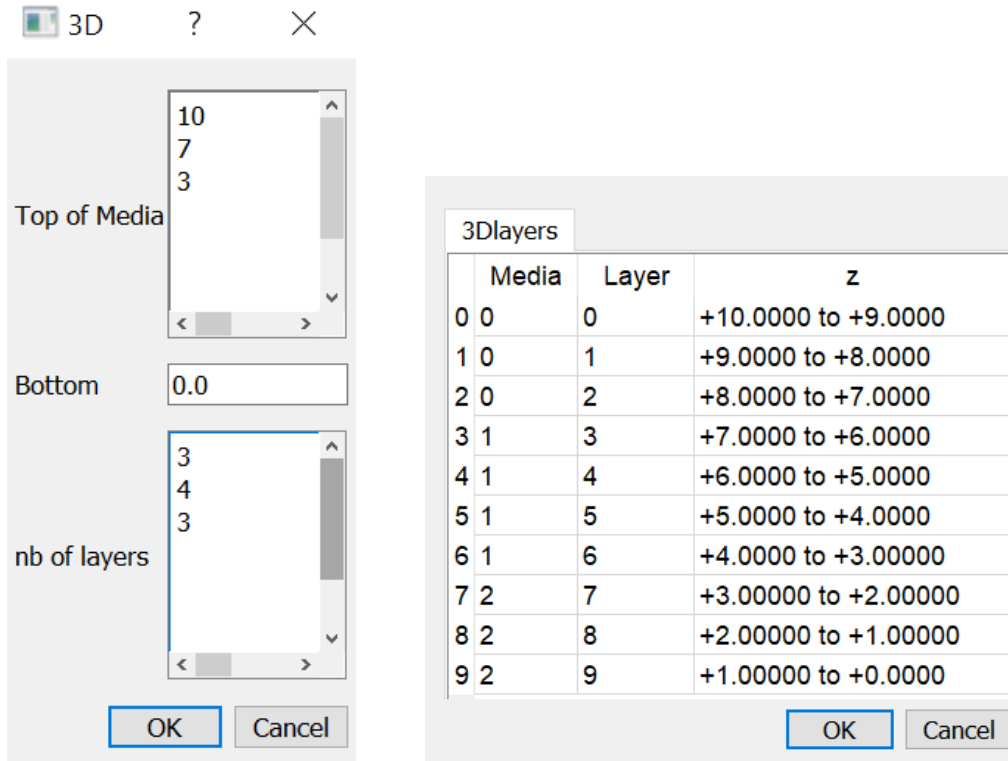 3D ?
10
7
3
Top of Media
Bottom 0.0
3
4
3
nb of layers
OK Cancel
3Dlayers
Media Layer z
0 0 0 +10.0000 to +9.0000
1 0 1 +9.0000 to +8.0000
2 0 2 +8.0000 to +7.0000
3 1 3 +7.0000 to +6.0000
4 1 4 +6.0000 to +5.0000
5 1 5 +5.0000 to +4.0000
6 1 6 +4.0000 to +3.00000
7 2 7 +3.00000 to +2.00000
8 2 8 +2.00000 to +1.00000
9 2 9 +1.00000 to +0.0000
OK Cancel